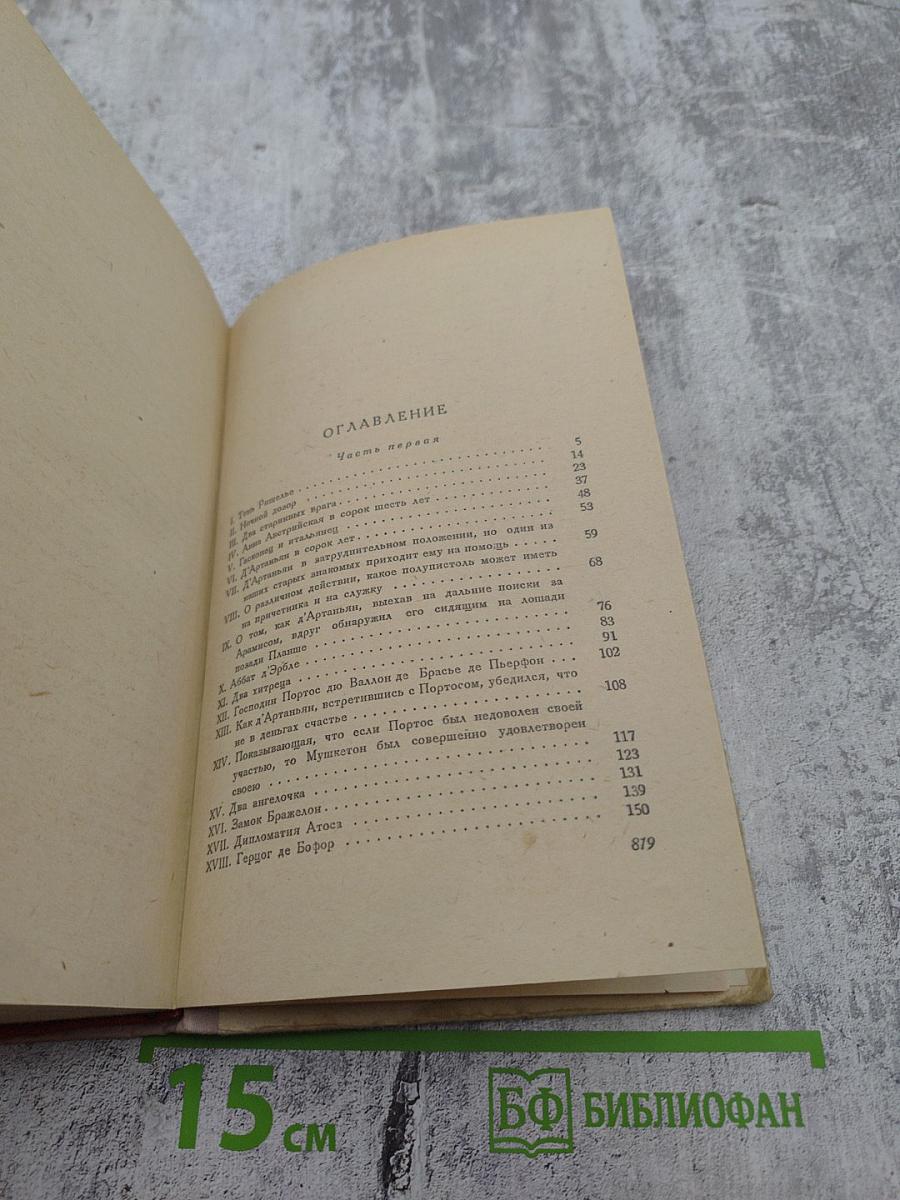 ОГЛАВЛЕНИЕ
Часть первая
I. Тень Ришелье . . . 5
II. Ночной дозор . . . 14
III. Два старинных врага . . . 23
IV. Анна Австрийская в сорок шесть лет . . . 37
V. Гасконец и итальянец . . . 48
VI. Д'Артаньян в сорок лет . . . 53
VII. Д'Артаньян в затруднительном положении, но один из
наших старых знакомых приходит ему на помощь . . . 59
VIII. О различном действии, какое полупистоль может иметь
на причетника и на служку . . . 68
IX. О том, как д'Артаньян, выехав на дальние поиски за
Арамисом, вдруг обнаружил его сидящим на лошади
позади Планше . . . 76
X. Аббат д'Эрбле . . . 83
XI. Два хитреца . . . 91
XII. Господин Портос дю Валлон де Брасье де Пьерфон . . . 102
XIII. Как д'Артаньян, встретившись с Портосом, убедился, что
не в деньгах счастье . . . 108
XIV. Показывающая, что если Портос был недоволен своей
участью, то Мушкетон был совершенно удовлетворен
своею . . . 117
XV. Два ангелочка . . . 123
XVI. Замок Бражелон . . . 131
XVII. Дипломатия Атоса . . . 139
XVIII. Герцог де Бофор . . . 150
879
15 см
БФ БИБЛИОФАН